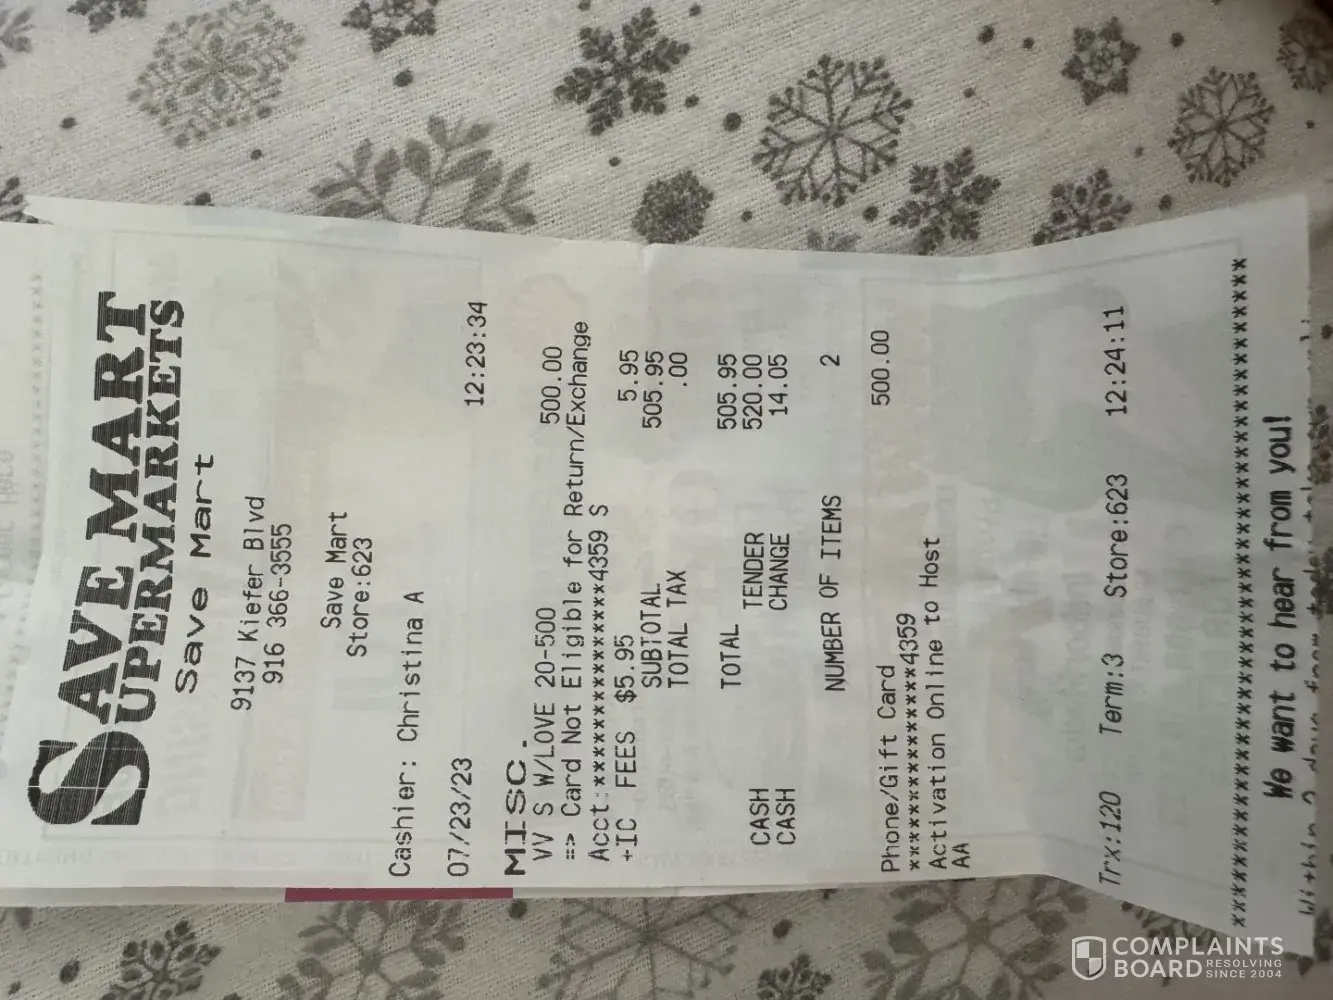 SAVE MART
SUPERMARKETS
Save Mart
9137 Kiefer Blvd
916 366-3555
Save Mart
Store:623
Cashier: Christina A
07/23/23 12:23:34
MISC.
VV S W/LOVE 20-500 500.00
=> Card Not Eligible for Return/Exchange
Acct:***************4359 S
+IC FEES $5.95 5.95
SUBTOTAL 505.95
TOTAL TAX .00
TOTAL 505.95
CASH TENDER 520.00
CASH CHANGE 14.05
NUMBER OF ITEMS 2
Phone/Gift Card 500.00
***************4359
Activation Online to Host
AA
Trx:120 Term:3 Store:623 12:24:11
******************************************
We want to hear from you!
Within
COMPLAINTS
BOARD RESOLVING
SINCE 2004